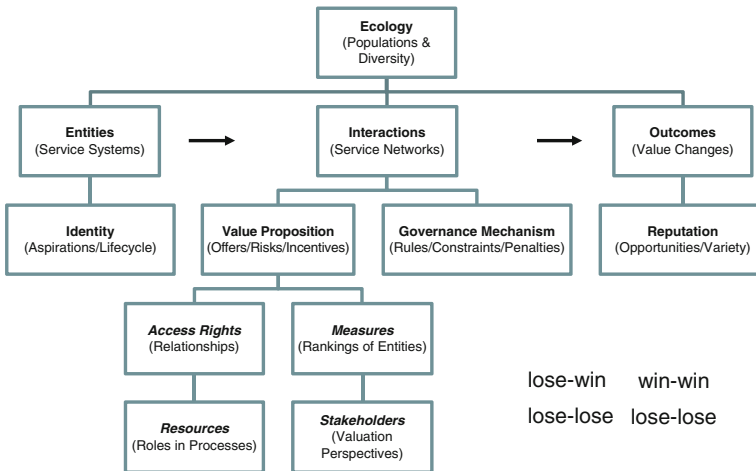 Ecology
(Populations &
Diversity)
Entities
(Service Systems)
Interactions
(Service Networks)
Outcomes
(Value Changes)
Identity
(Aspirations/Lifecycle)
Value Proposition
(Offers/Risks/Incentives)
Governance Mechanism
(Rules/Constraints/Penalties)
Reputation
(Opportunities/Variety)
Access Rights
(Relationships)
Measures
(Rankings of Entities)
Resources
(Roles in Processes)
Stakeholders
(Valuation
Perspectives)
lose-win win-win
lose-lose lose-lose